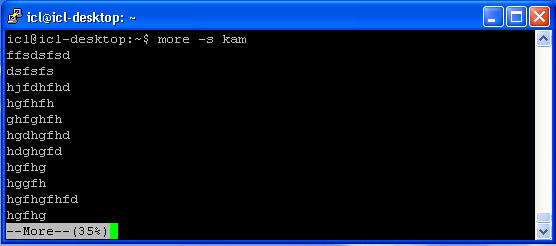 icl@icl-desktop: ~
icl@icl-desktop:~$ more -s kam
ffsdsfsd
dsfsfs
hjfdhfhd
hgfhfh
ghfghfh
hgdhgfhd
hdghgfd
hgfhg
hggfh
hgfhgfhfd
hgfhg
--More--(35%)